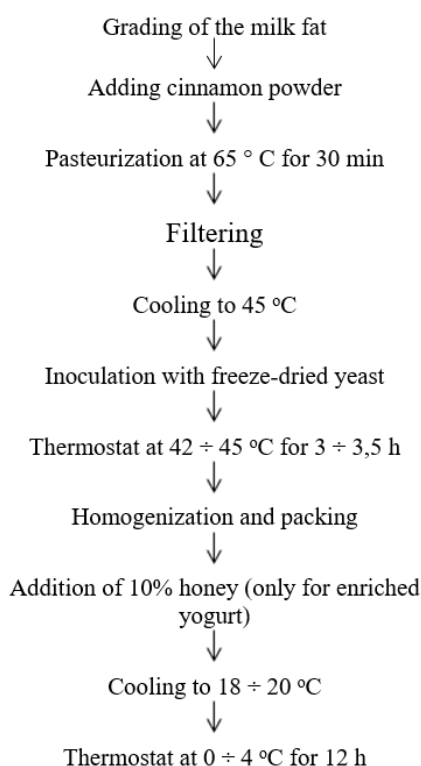 Grading of the milk fat
Adding cinnamon powder
Pasteurization at 65 ° C for 30 min
Filtering
Cooling to 45 ºC
Inoculation with freeze-dried yeast
Thermostat at 42 ÷ 45 ºC for 3 ÷ 3,5 h
Homogenization and packing
Addition of 10% honey (only for enriched
yogurt)
Cooling to 18 ÷ 20 ºC
Thermostat at 0 ÷ 4 ºC for 12 h